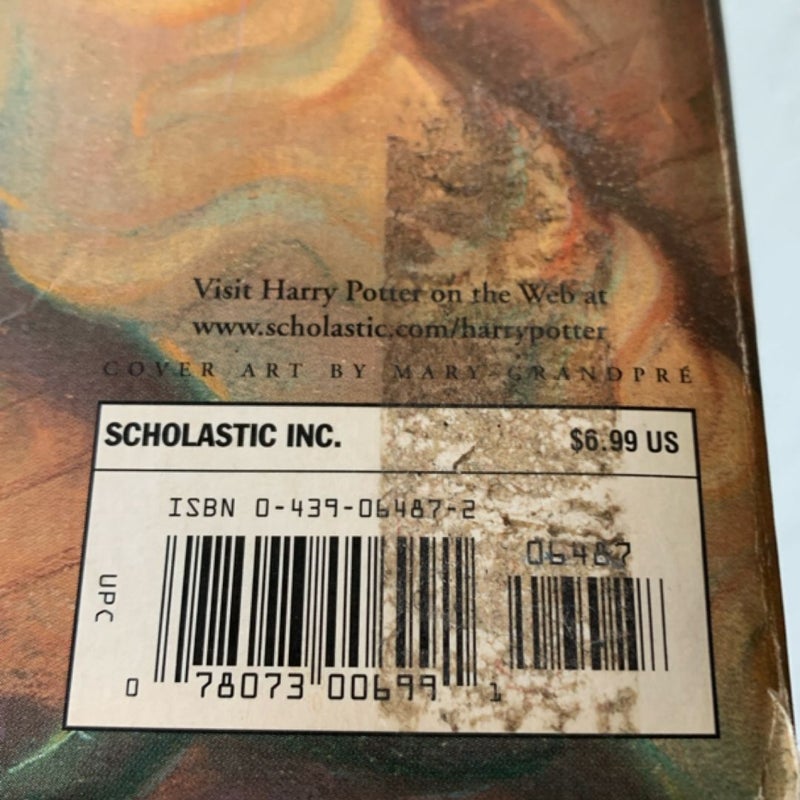 Visit Harry Potter on the Web at
www.scholastic.com/harrypotter
COVER ART BY MARY GRANDPRÉ
SCHOLASTIC INC. $6.99 US
ISBN 0-439-06487-2
06487
UPC
0 78073 00699 1